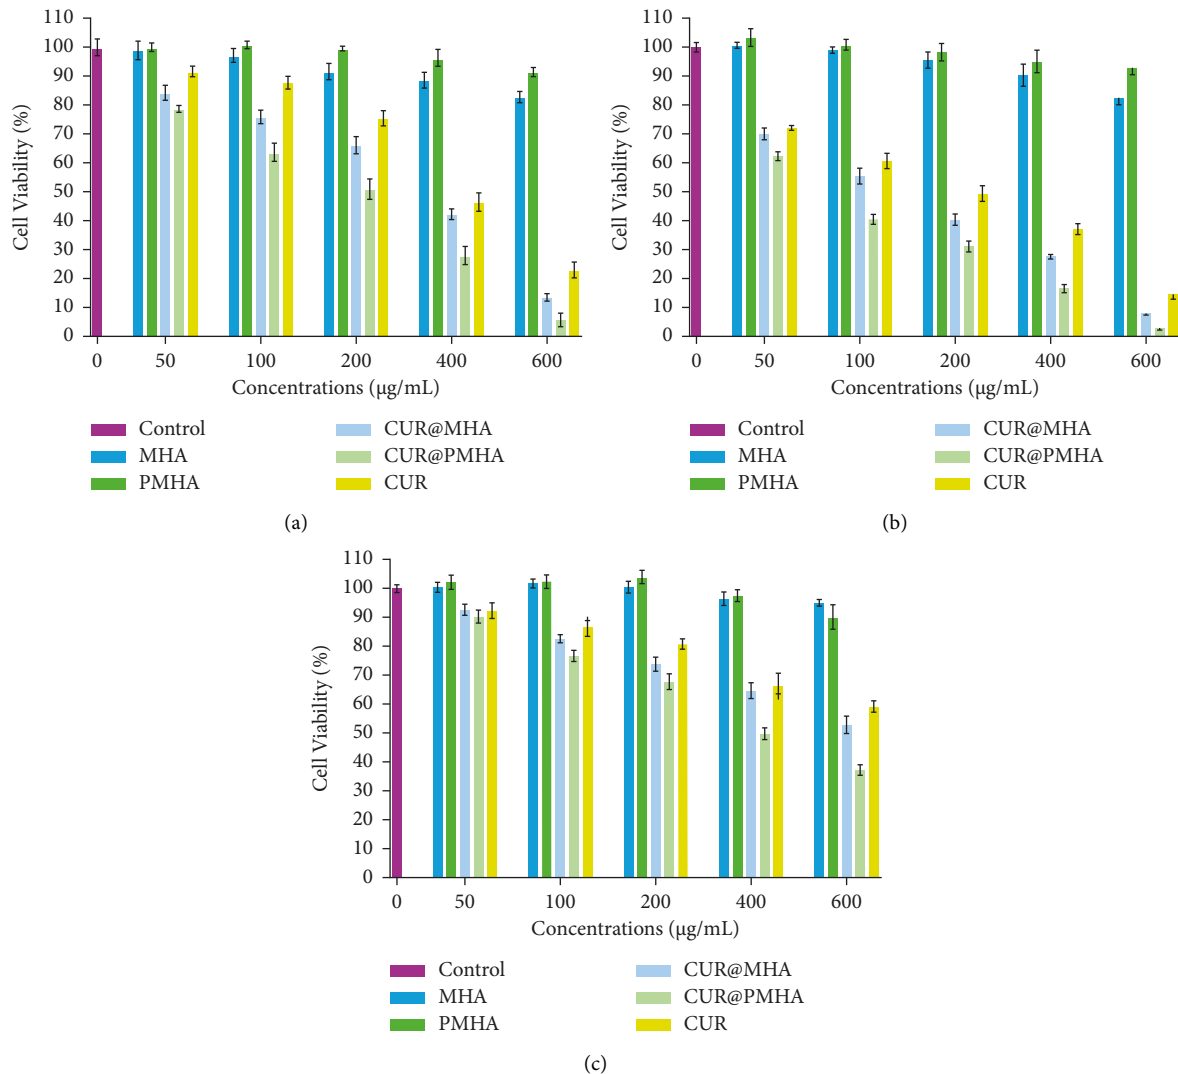 110
100
90
80
70
60
50
40
30
20
10
0
Cell Viability (%)
0 50 100 200 400 600
Concentrations (μg/mL)
Control
MHA
PMHA
CUR@MHA
CUR@PMHA
CUR
(a)
110
100
90
80
70
60
50
40
30
20
10
0
Cell Viability (%)
0 50 100 200 400 600
Concentrations (μg/mL)
Control
MHA
PMHA
CUR@MHA
CUR@PMHA
CUR
(b)
110
100
90
80
70
60
50
40
30
20
10
0
Cell Viability (%)
0 50 100 200 400 600
Concentrations (μg/mL)
Control
MHA
PMHA
CUR@MHA
CUR@PMHA
CUR
(c)